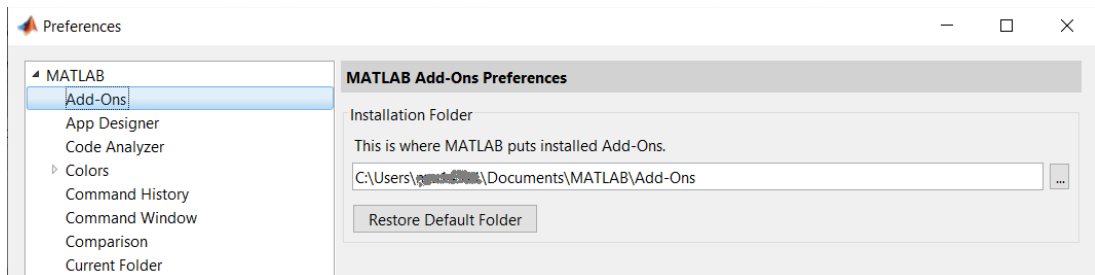 Preferences
MATLAB
Add-Ons
App Designer
Code Analyzer
Colors
Command History
Command Window
Comparison
Current Folder
MATLAB Add-Ons Preferences
Installation Folder
This is where MATLAB puts installed Add-Ons.
C:\Users\ \Documents\MATLAB\Add-Ons
...
Restore Default Folder